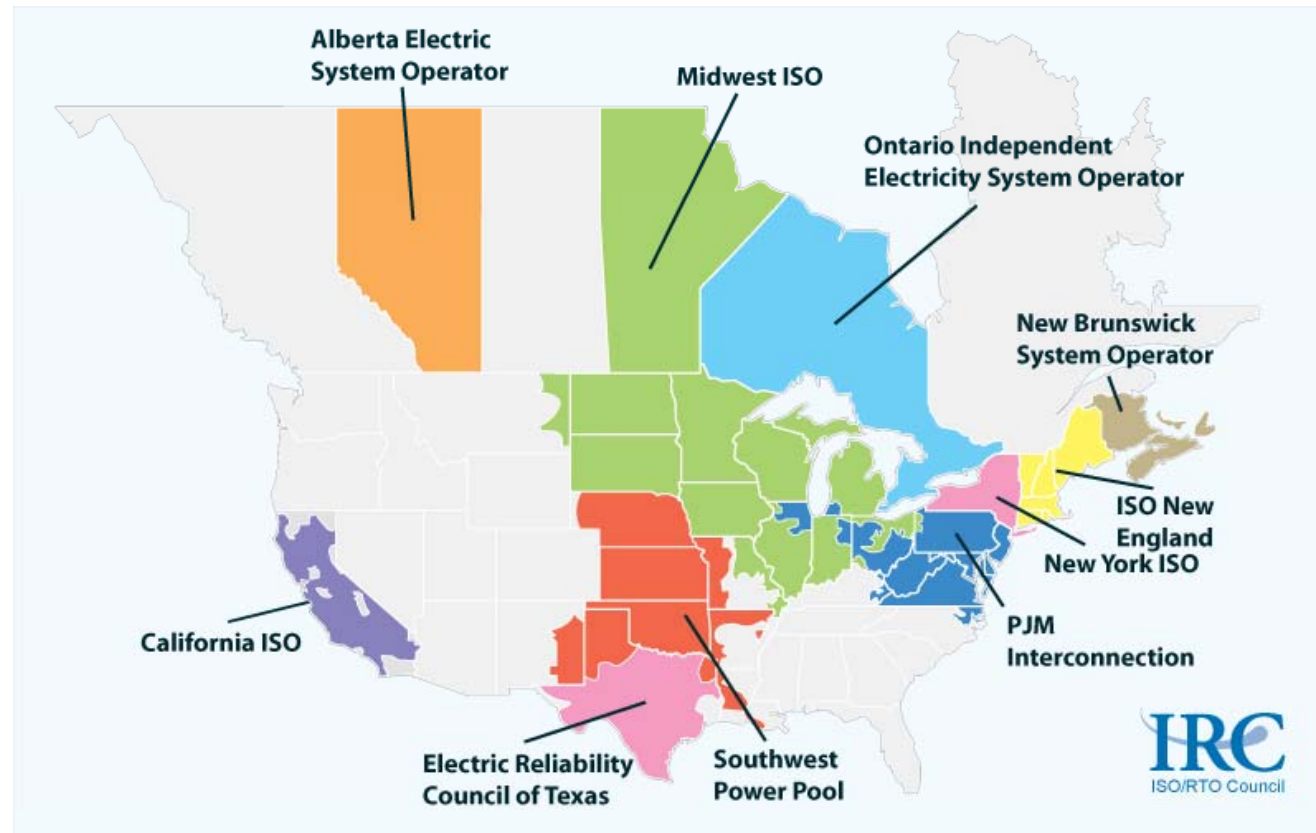 Alberta Electric
System Operator
Midwest ISO
Ontario Independent
Electricity System Operator
New Brunswick
System Operator
ISO New
England
New York ISO
PJM
Interconnection
California ISO
Electric Reliability
Council of Texas
Southwest
Power Pool
IRC
ISO/RTO Council